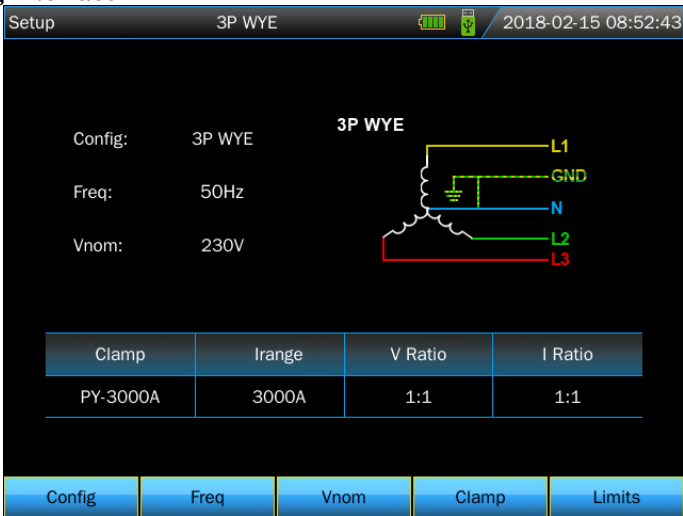 Setup 3P WYE 2018-02-15 08:52:43
3P WYE
Config: 3P WYE
L1
GND
Freq: 50Hz
N
Vnom: 230V
L2
L3
Clamp Irange V Ratio I Ratio
PY-3000A 3000A 1:1 1:1
Config Freq Vnom Clamp Limits